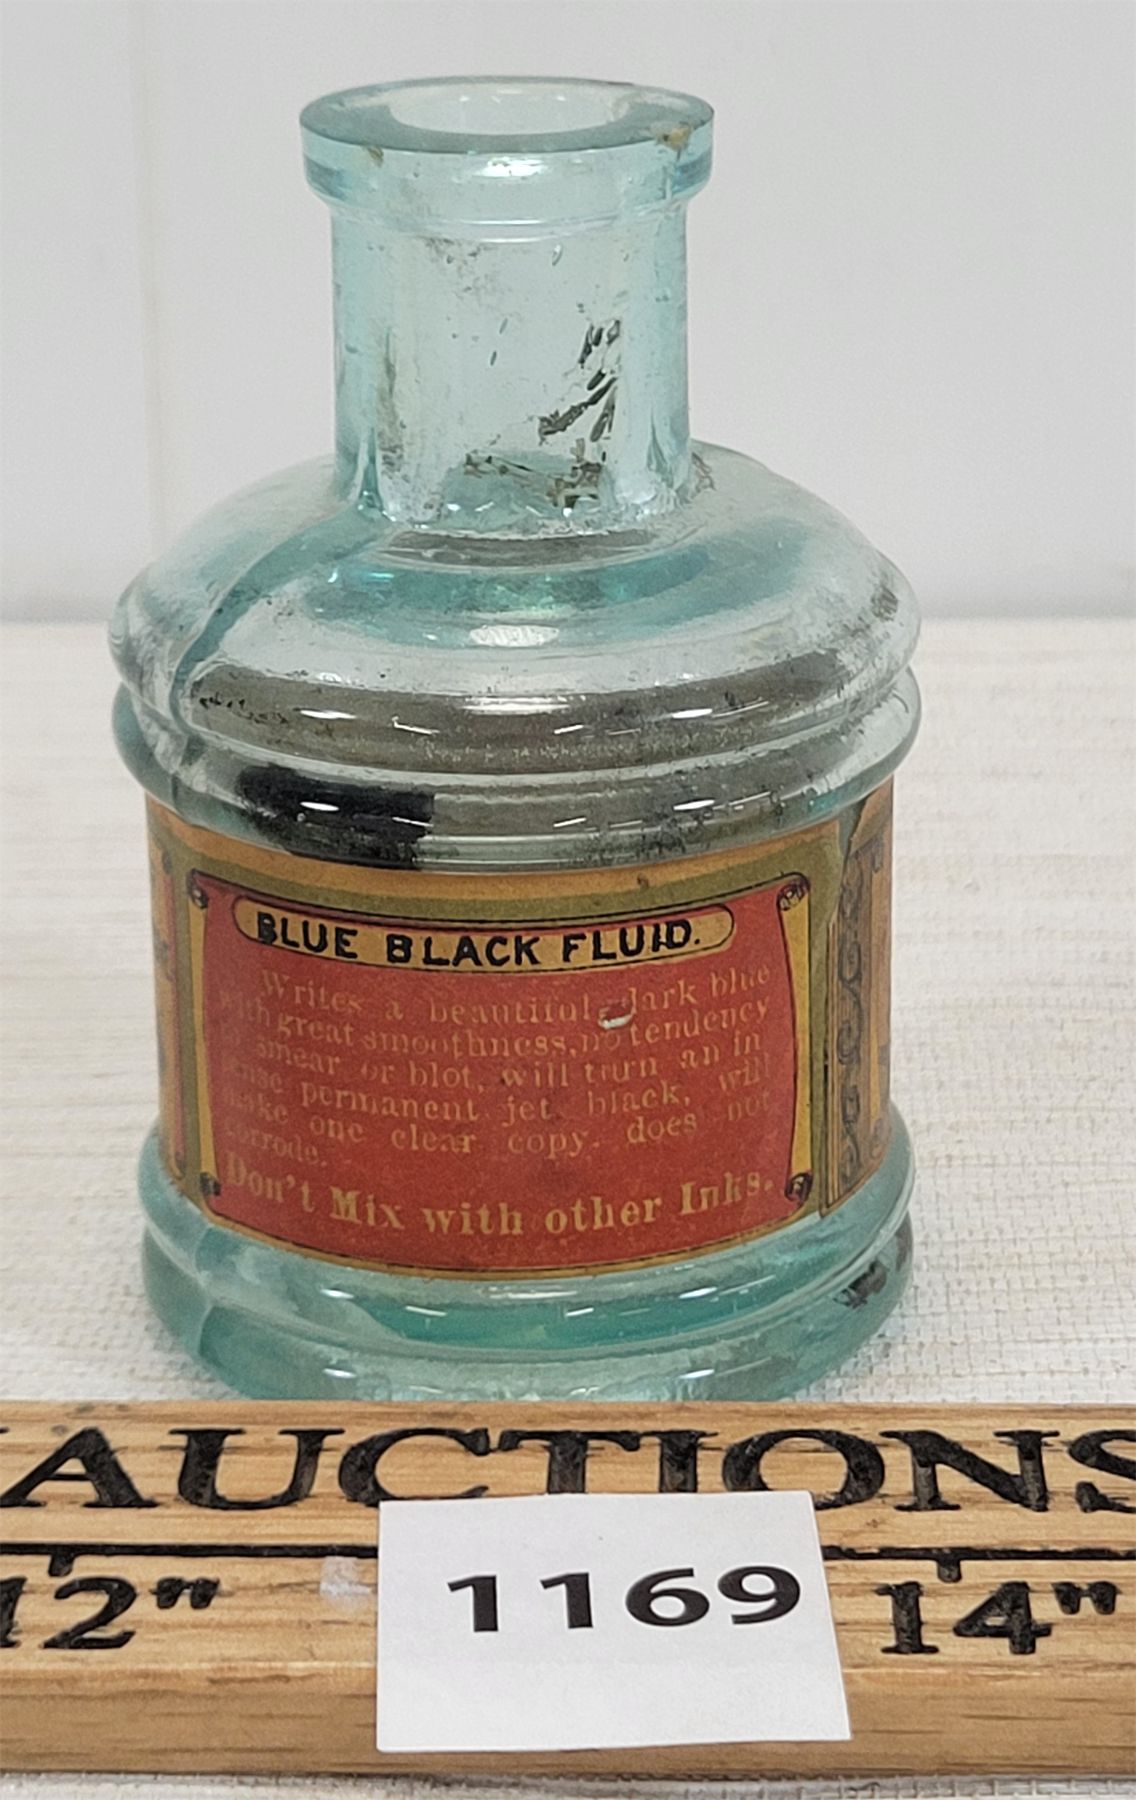 BLUE BLACK FLUID.
Writes a beautiful dark blue
with great smoothness, no tendency
smear or blot, will turn an in
permanent jet black, will
make one clear copy. does not
corrode.
Don't Mix with other Inks.
AUCTIONS
12" 14"
1169